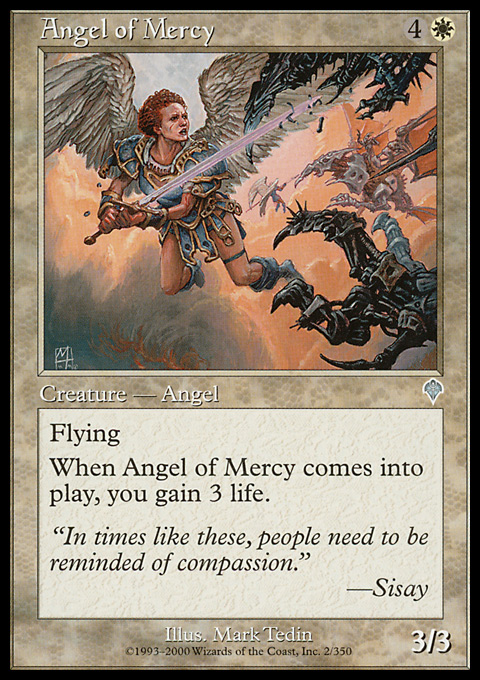 Angel of Mercy 4
Creature — Angel
Flying
When Angel of Mercy comes into
play, you gain 3 life.
“In times like these, people need to be
reminded of compassion.”
—Sisay
Illus. Mark Tedin
©1993–2000 Wizards of the Coast, Inc. 2/350
3/3